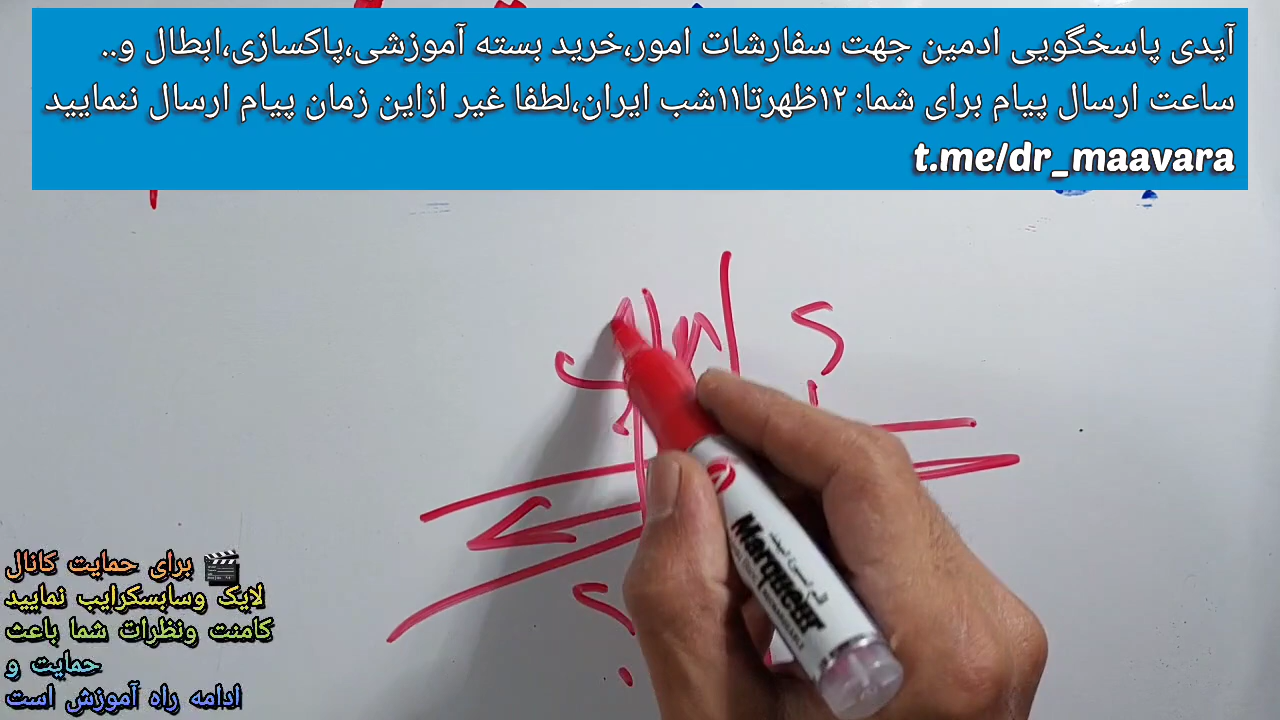 آیدی پاسخگویی ادمین جهت سفارشات امور،خرید بسته آموزشی،پاکسازی،ابطال و..
ساعت ارسال پیام برای شما: ۱۲ظهرتا۱۱شب ایران،لطفا غیر ازاین زمان پیام ارسال ننمایید
t.me/dr_maavara
برای حمایت کانال
لایک وسابسکرایب نمایید
کامنت ونظرات شما باعث
حمایت و
ادامه راه آموزش است
Marqueur